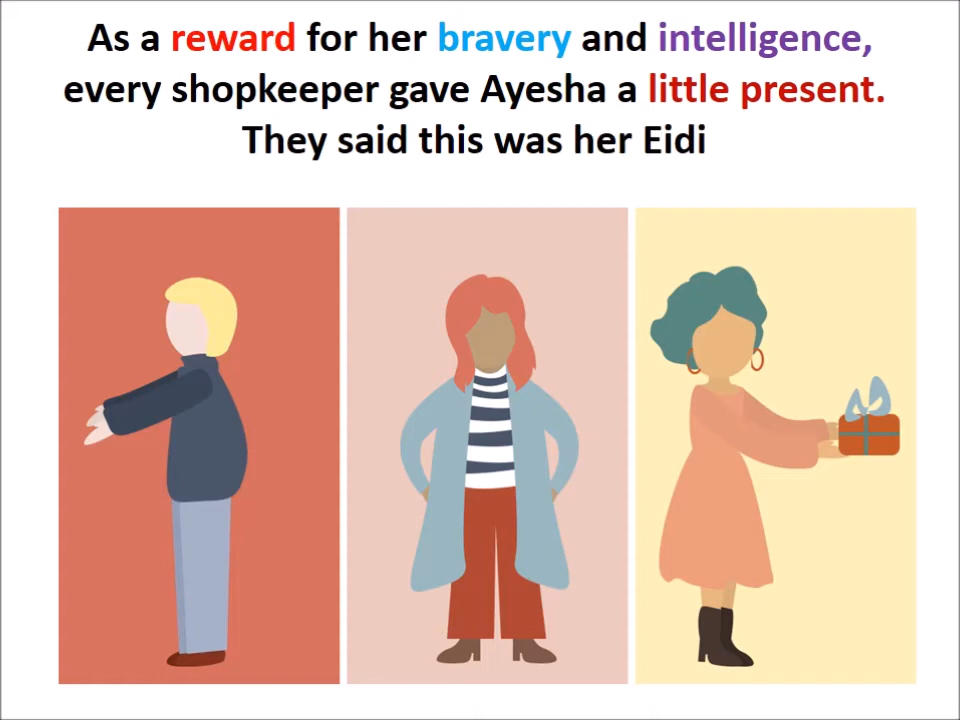 As a reward for her bravery and intelligence,
every shopkeeper gave Ayesha a little present.
They said this was her Eidi